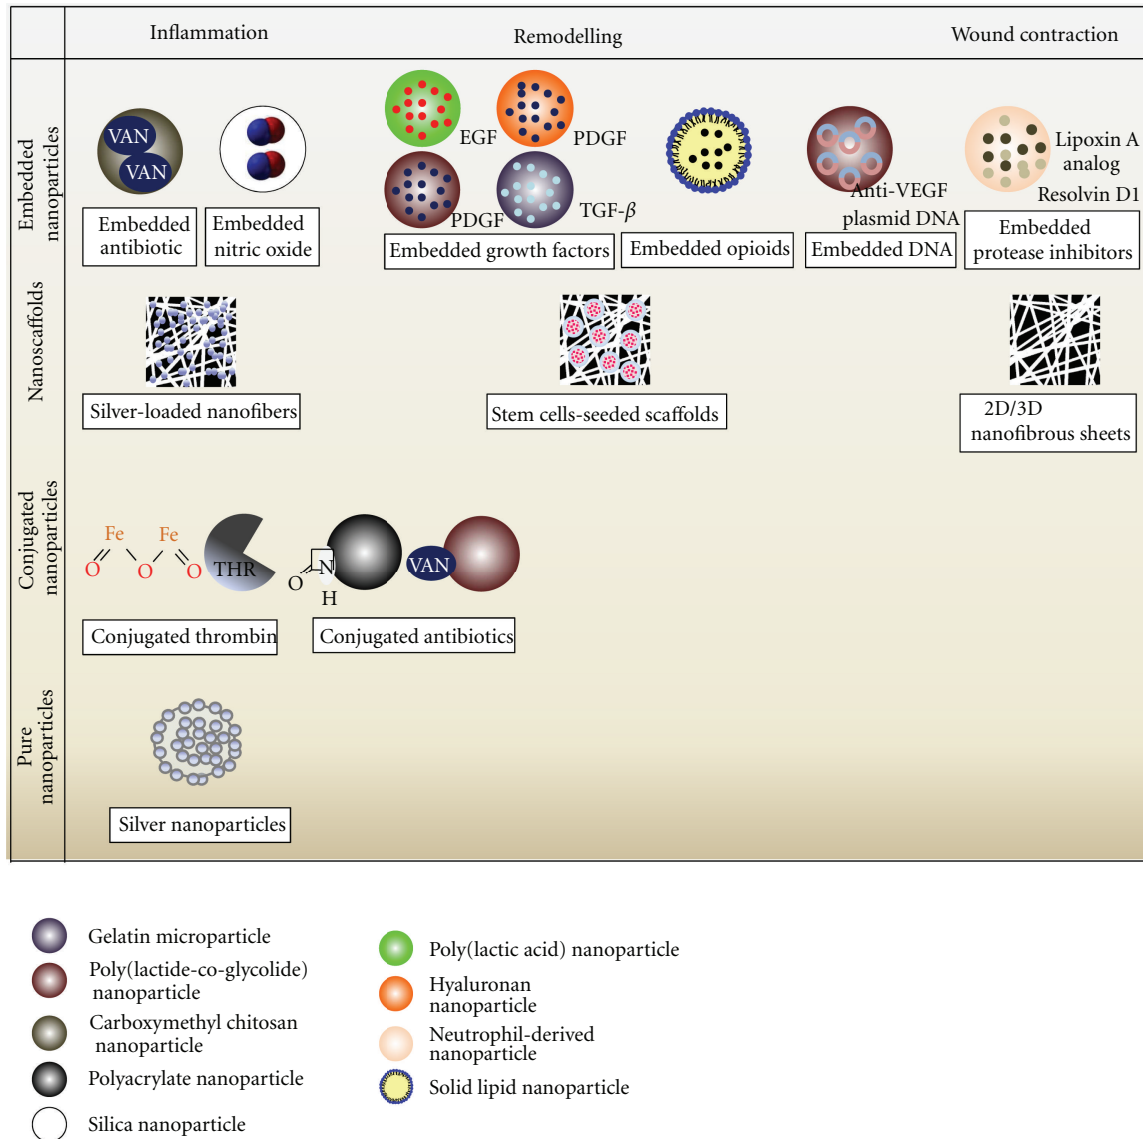 Inflammation
Remodelling
Wound contraction
Embedded
nanoparticles
VAN
VAN
Embedded
antibiotic
Embedded
nitric oxide
EGF
PDGF
PDGF
TGF-β
Embedded growth factors
Embedded opioids
Anti-VEGF
plasmid DNA
Embedded DNA
Lipoxin A
analog
Resolvin D1
Embedded
protease inhibitors
Nanoscaffolds
Silver-loaded nanofibers
Stem cells-seeded scaffolds
2D/3D
nanofibrous sheets
Conjugated
nanoparticles
Fe Fe
O O O
THR
N
O
H
VAN
Conjugated thrombin
Conjugated antibiotics
Pure
nanoparticles
Silver nanoparticles
Gelatin microparticle
Poly(lactide-co-glycolide)
nanoparticle
Carboxymethyl chitosan
nanoparticle
Polyacrylate nanoparticle
Silica nanoparticle
Poly(lactic acid) nanoparticle
Hyaluronan
nanoparticle
Neutrophil-derived
nanoparticle
Solid lipid nanoparticle